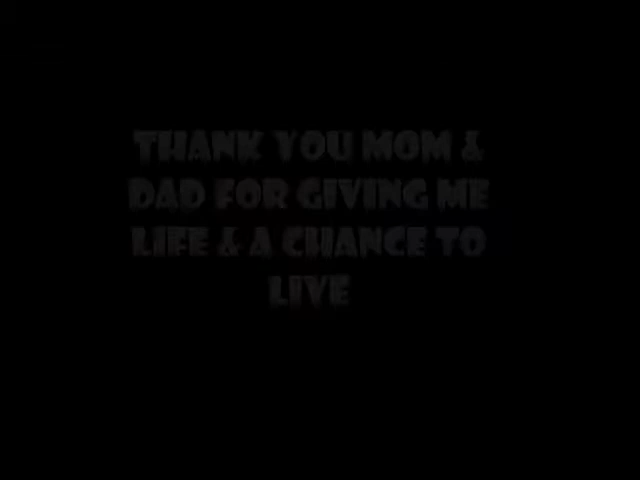 THANK YOU MOM &
DAD FOR GIVING ME
LIFE & A CHANCE TO
LIVE